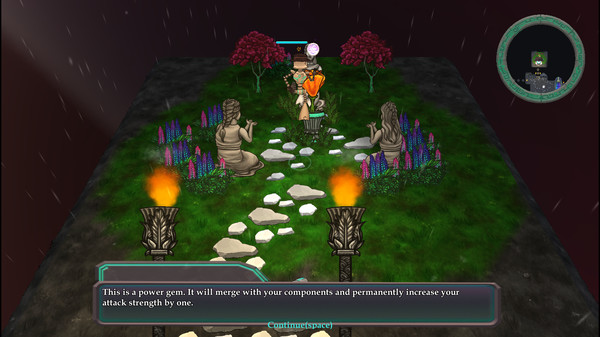 This is a power gem. It will merge with your components and permanently increase your
attack strength by one.
Continue(space)